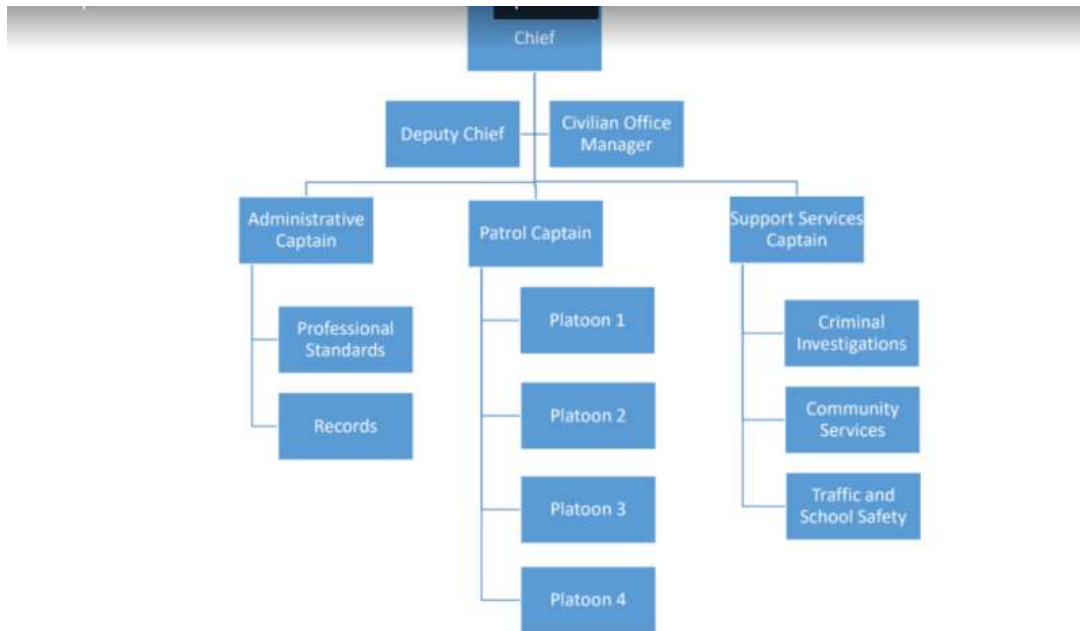 Chief
Deputy Chief
Civilian Office
Manager
Administrative
Captain
Patrol Captain
Support Services
Captain
Professional
Standards
Records
Platoon 1
Platoon 2
Platoon 3
Platoon 4
Criminal
Investigations
Community
Services
Traffic and
School Safety